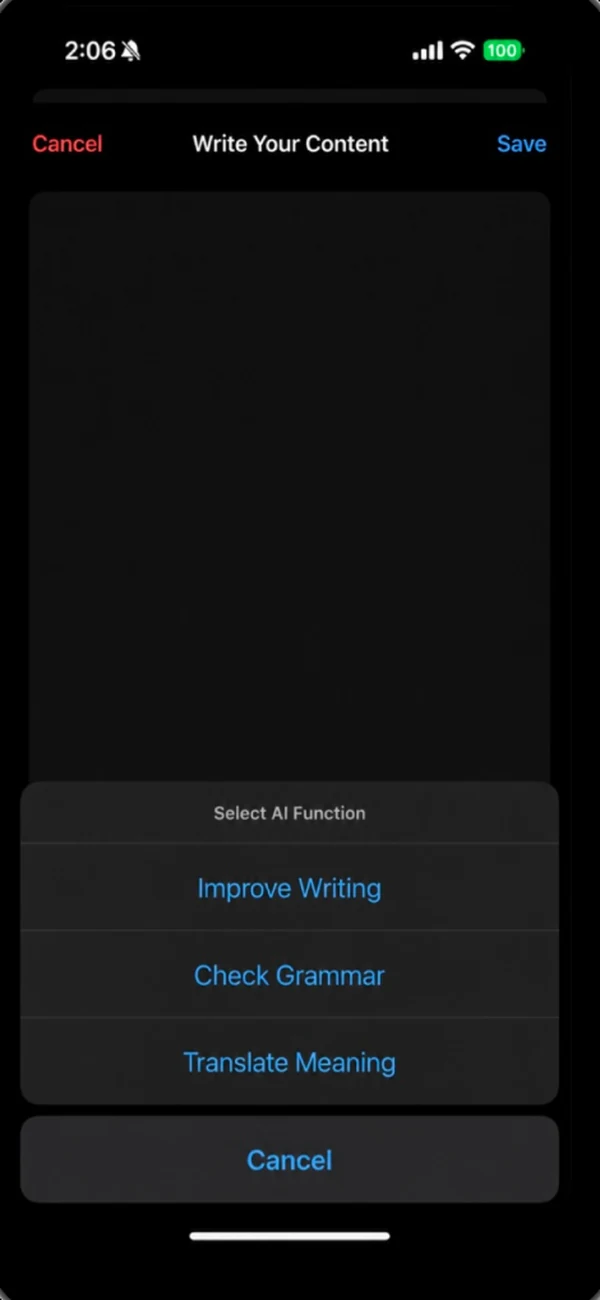 2:06
100
Cancel Write Your Content Save
Select AI Function
Improve Writing
Check Grammar
Translate Meaning
Cancel